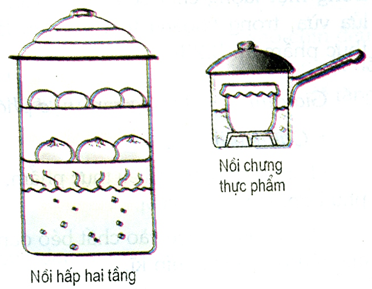 Nồi chưng
thực phẩm
Nồi hấp hai tầng